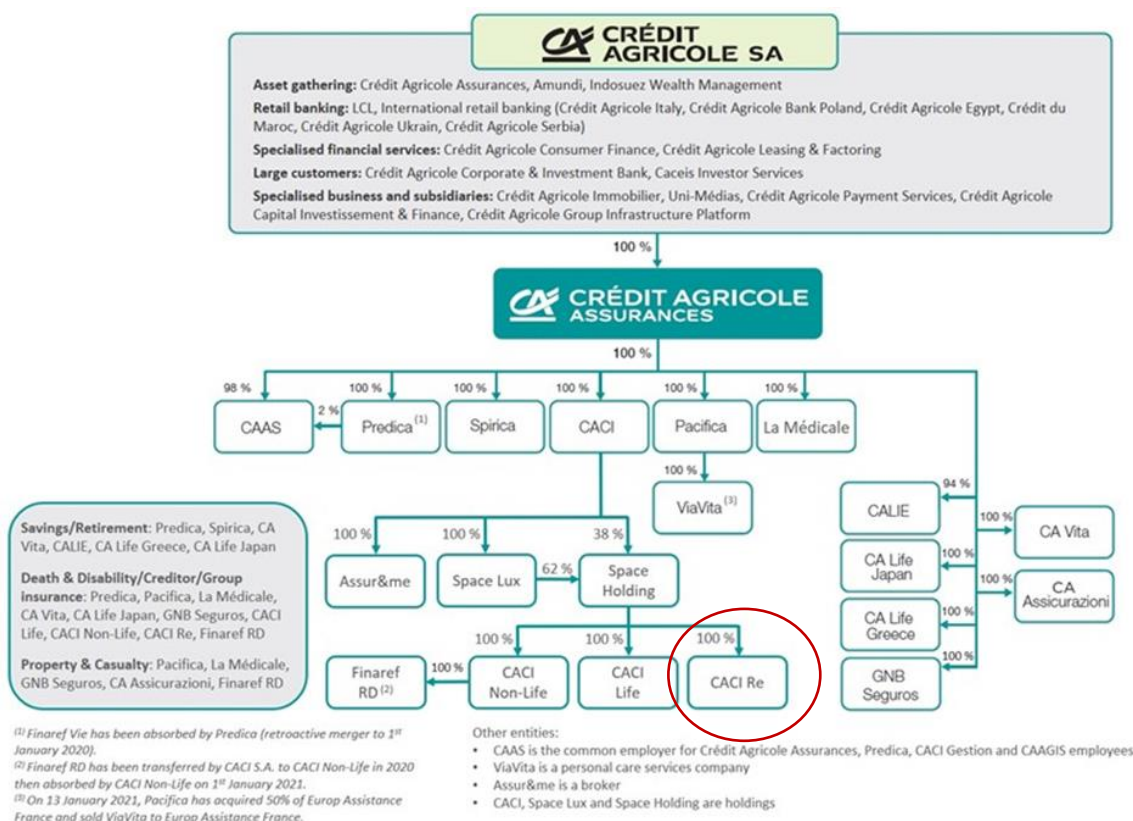 CRÉDIT
AGRICOLE SA
Asset gathering: Crédit Agricole Assurances, Amundi, Indosuez Wealth Management
Retail banking: LCL, International retail banking (Crédit Agricole Italy, Crédit Agricole Bank Poland, Crédit Agricole Egypt, Crédit du
Maroc, Crédit Agricole Ukrain, Crédit Agricole Serbia)
Specialised financial services: Crédit Agricole Consumer Finance, Crédit Agricole Leasing & Factoring
Large customers: Crédit Agricole Corporate & Investment Bank, Caceis Investor Services
Specialised business and subsidiaries: Crédit Agricole Immobilier, Uni-Médias, Crédit Agricole Payment Services, Crédit Agricole
Capital Investissement & Finance, Crédit Agricole Group Infrastructure Platform
100 %
CRÉDIT AGRICOLE
ASSURANCES
100 %
98 %
100 %
100 %
100 %
100 %
100 %
2 %
CAAS
Predica (1)
Spirica
CACI
Pacifica
La Médicale
100 %
ViaVita (3)
94 %
CALIE
100 %
CA Vita
100 %
CA Life
Japan
100 %
CA
Assicurazioni
100 %
CA Life
Greece
100 %
GNB
Seguros
100 %
100 %
38 %
Assur&me
Space Lux
62 %
Space
Holding
100 %
100 %
100 %
Finaref
RD (2)
100 %
CACI
Non-Life
CACI
Life
CACI Re
Savings/Retirement: Predica, Spirica, CA
Vita, CALIE, CA Life Greece, CA Life Japan
Death & Disability/Creditor/Group
insurance: Predica, Pacifica, La Médicale,
CA Vita, CA Life Japan, GNB Seguros, CACI
Life, CACI Non-Life, CACI Re, Finaref RD
Property & Casualty: Pacifica, La Médicale,
GNB Seguros, CA Assicurazioni, Finaref RD
(1) Finaref Vie has been absorbed by Predica (retroactive merger to 1st
January 2020).
(2) Finaref RD has been transferred by CACI S.A. to CACI Non-Life in 2020
then absorbed by CACI Non-Life on 1st January 2021.
(3) On 13 January 2021, Pacifica has acquired 50% of Europ Assistance
France and sold ViaVita to Europ Assistance France.
Other entities:
• CAAS is the common employer for Crédit Agricole Assurances, Predica, CACI Gestion and CAAGIS employees
• ViaVita is a personal care services company
• Assur&me is a broker
• CACI, Space Lux and Space Holding are holdings